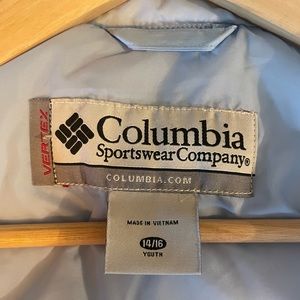 VERTEX
Columbia
Sportswear Company®
COLUMBIA.COM
MADE IN VIETNAM
14/16
YOUTH